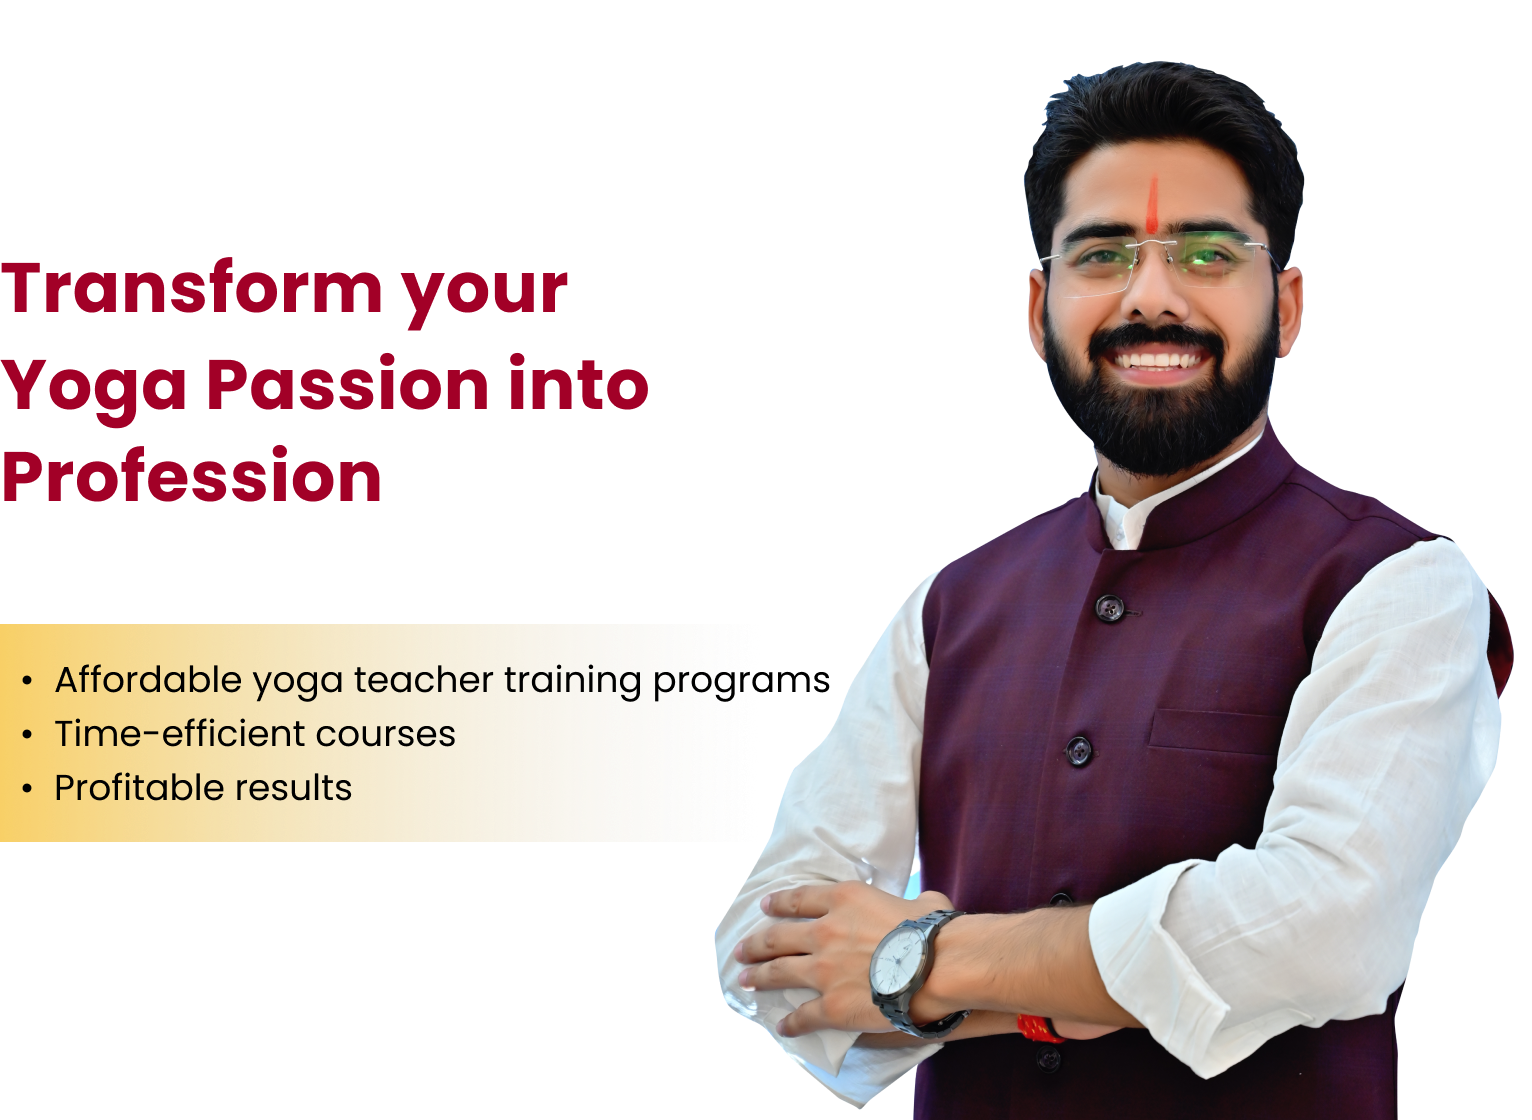 Transform your
Yoga Passion into
Profession
• Affordable yoga teacher training programs
• Time-efficient courses
• Profitable results